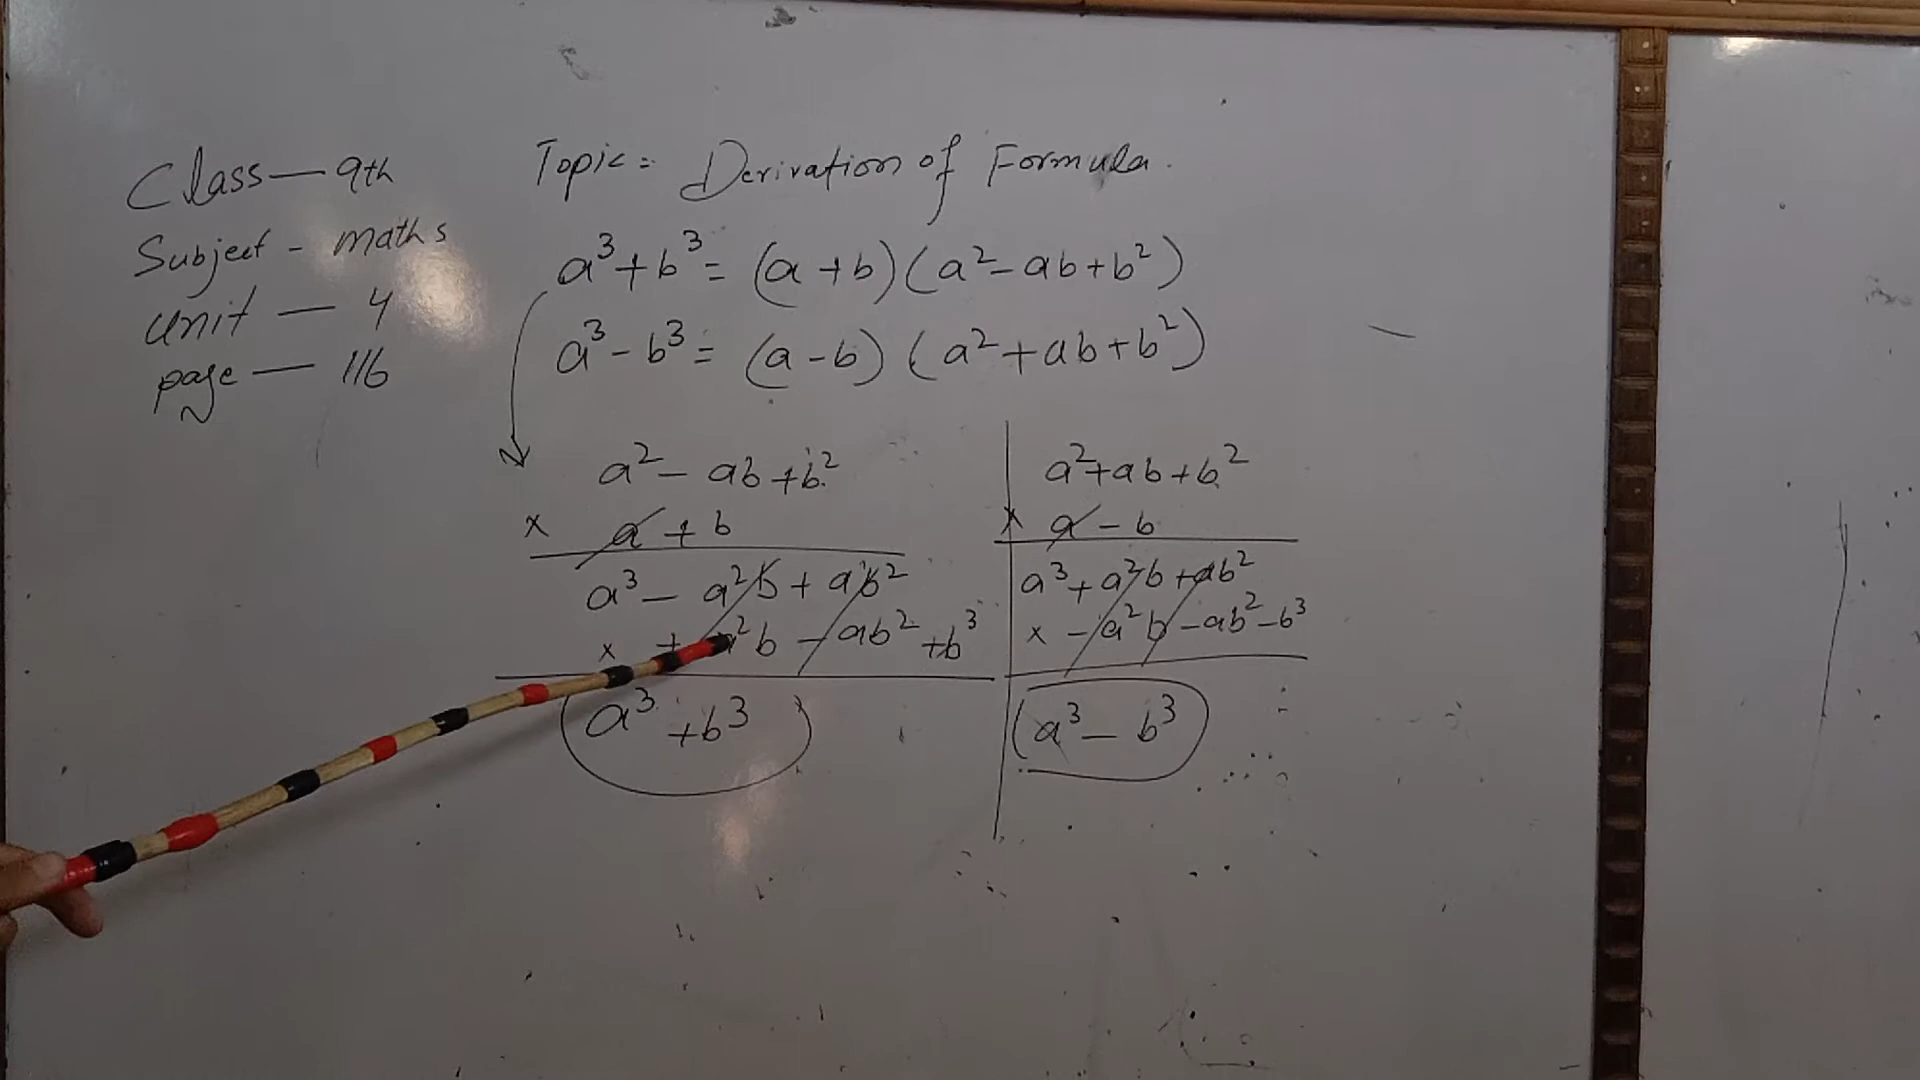 Class — 9th
Subject - maths
Unit — 4
page — 116
Topic = Derivation of Formula.
a³+b³= (a+b)(a²-ab+b²)
a³-b³= (a-b)(a²+ab+b²)
a²-ab+b²
× a+b
a³-a²b+ab²
× +a²b-ab²+b³
a³+b³
a²+ab+b²
× a-b
a³+a²b+ab²
× -a²b-ab²-b³
a³-b³